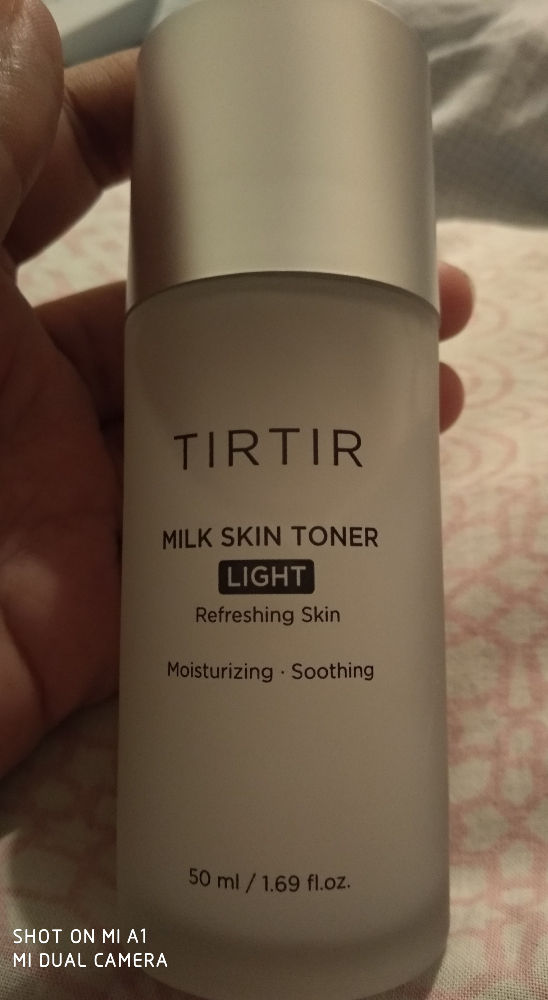 TIRTIR
MILK SKIN TONER
LIGHT
Refreshing Skin
Moisturizing · Soothing
50 ml / 1.69 fl.oz.
SHOT ON MI A1
MI DUAL CAMERA